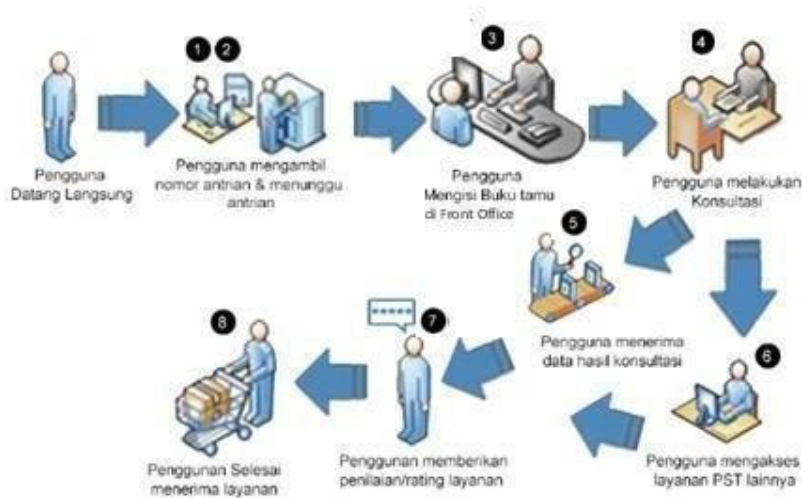 1 2
3
4
Pengguna
Datang Langsung
Pengguna mengambil
nomor antrian & menunggu
antrian
Pengguna
Mengisi Buku tamu
di Front Office
Pengguna melakukan
Konsultasi
5
Pengguna menerima
data hasil konsultasi
6
Pengguna mengakses
layanan PST lainnya
*****
7
Penggunan memberikan
penilaian/rating layanan
8
Penggunan Selesai
menerima layanan